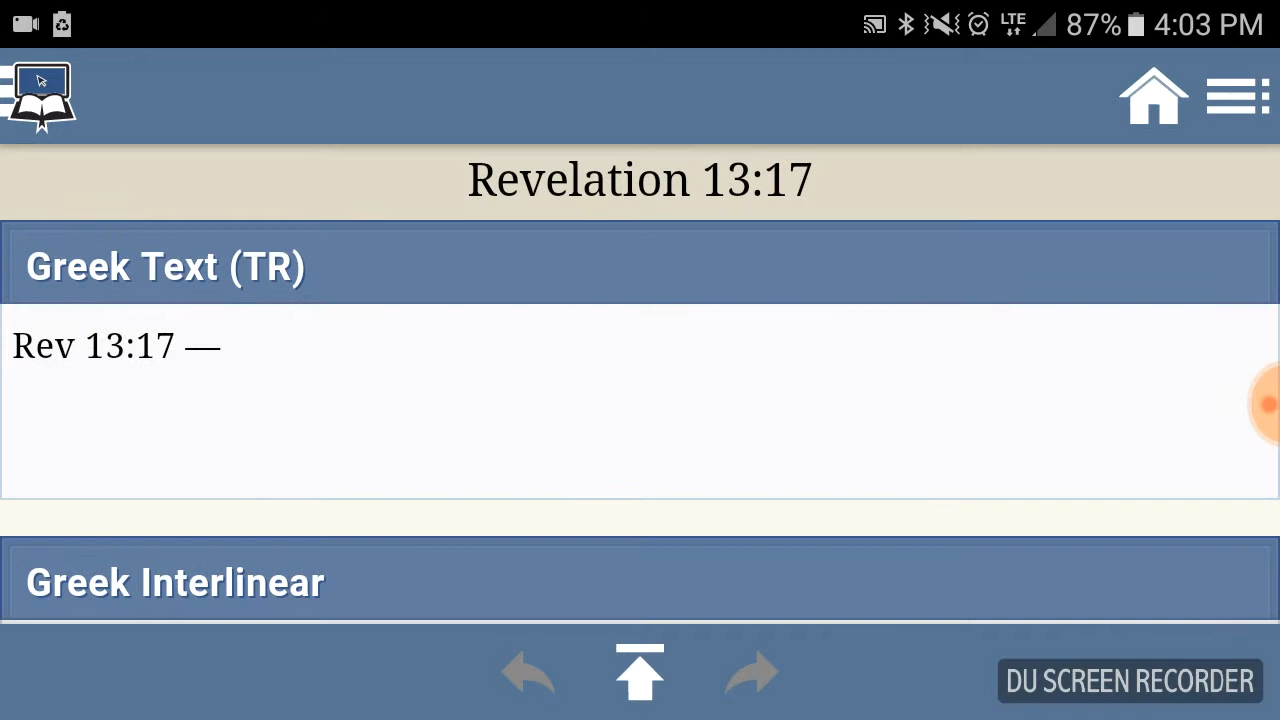 LTE 87% 4:03 PM
Revelation 13:17
Greek Text (TR)
Rev 13:17 —
Greek Interlinear
DU SCREEN RECORDER